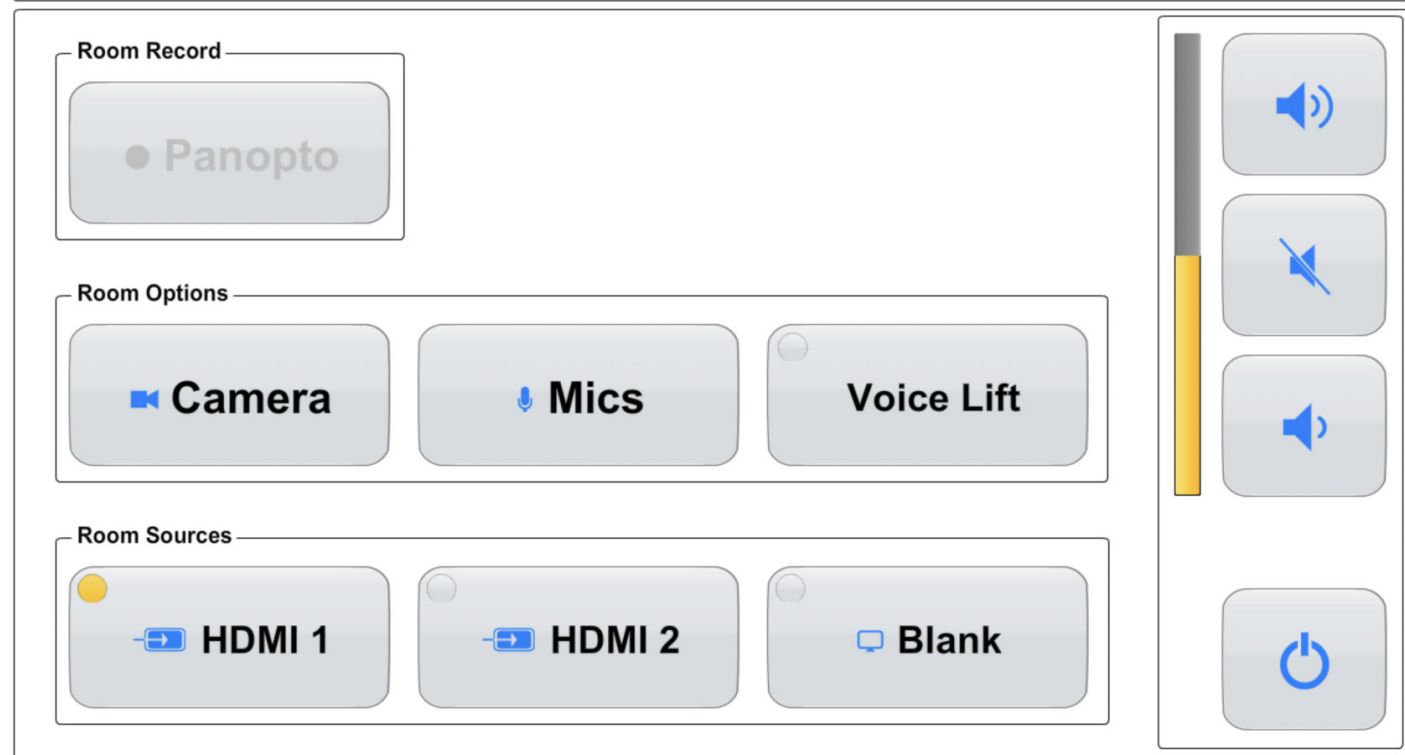 Room Record
Panopto
Room Options
Camera
Mics
Voice Lift
Room Sources
HDMI 1
HDMI 2
Blank